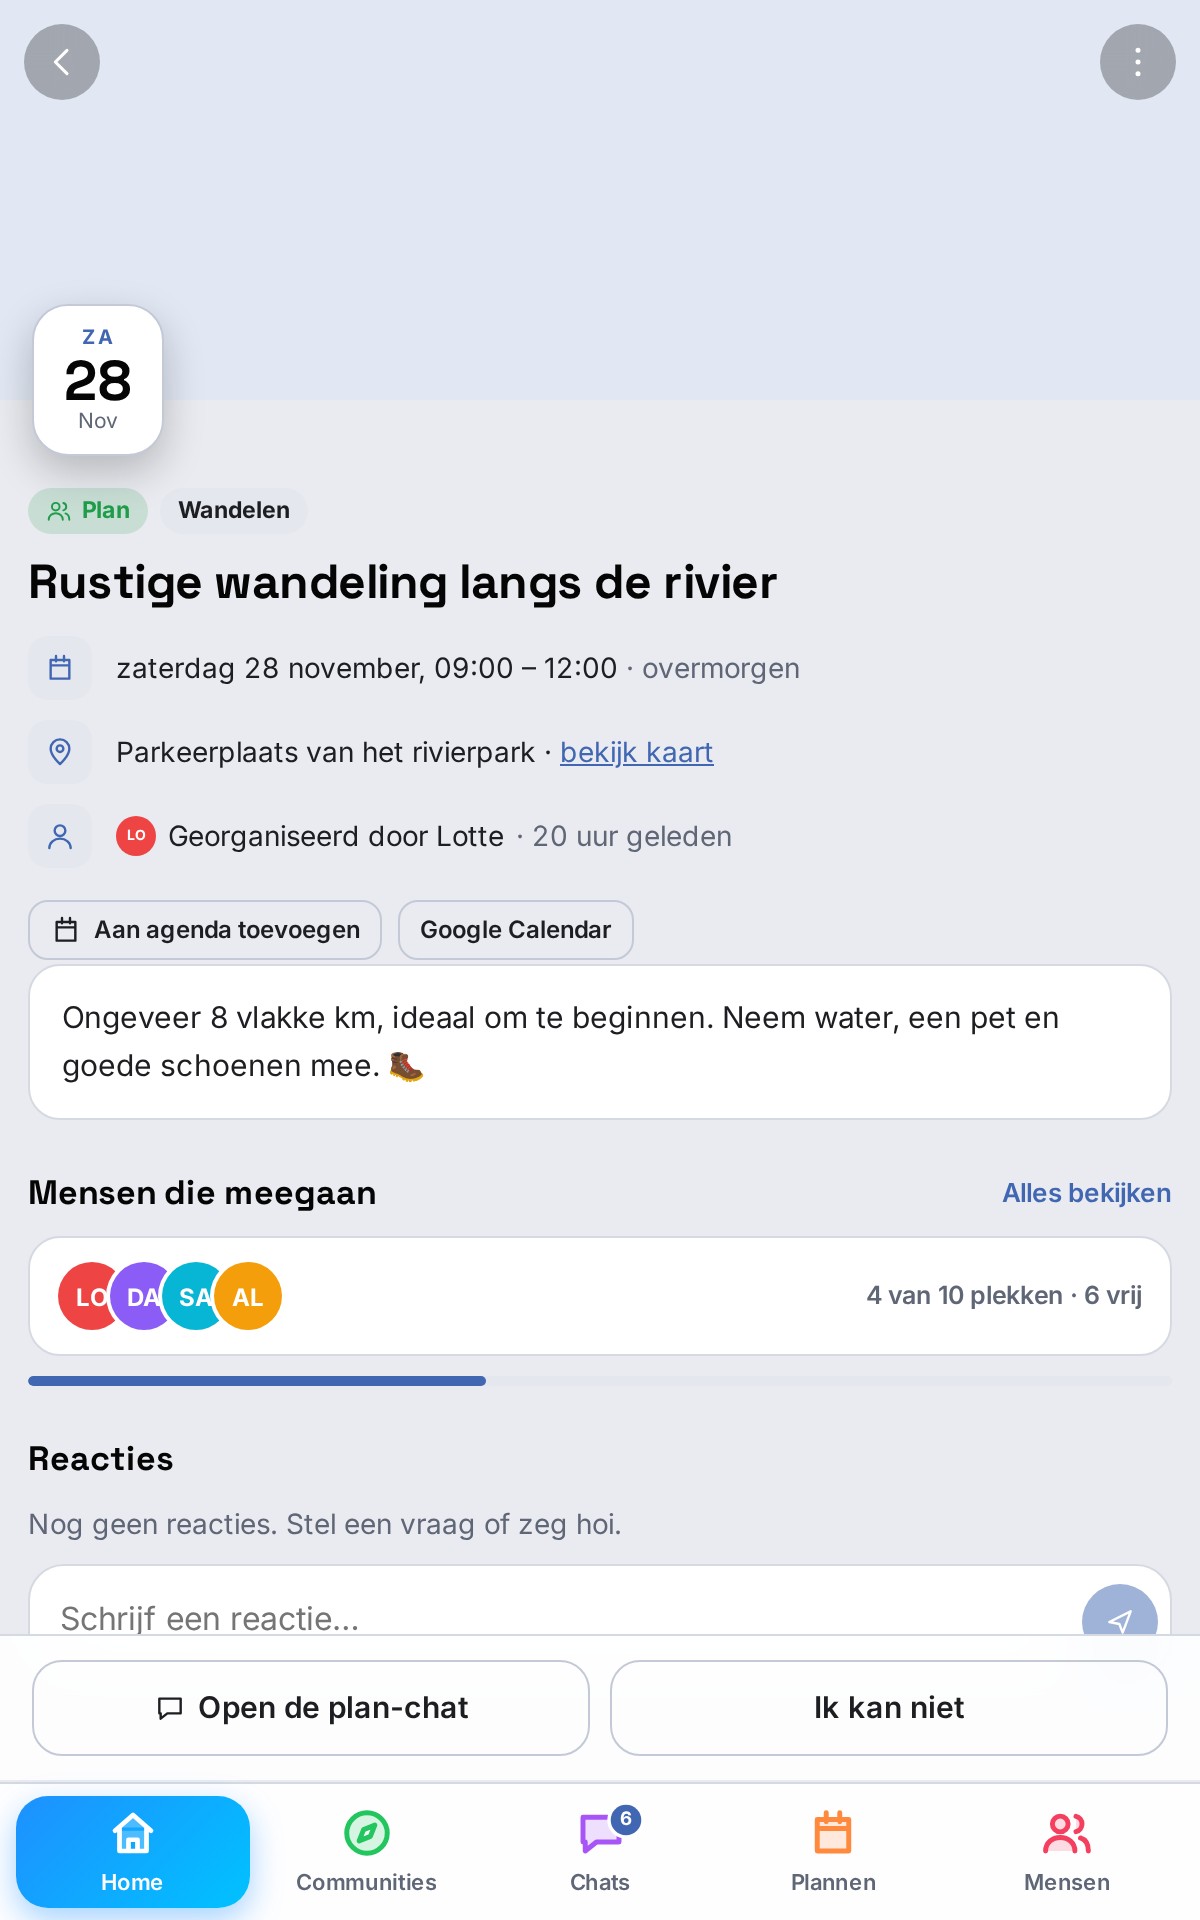 ZA
28
Nov
Plan
Wandelen
Rustige wandeling langs de rivier
zaterdag 28 november, 09:00 – 12:00 · overmorgen
Parkeerplaats van het rivierpark · bekijk kaart
LO Georganiseerd door Lotte · 20 uur geleden
Aan agenda toevoegen
Google Calendar
Ongeveer 8 vlakke km, ideaal om te beginnen. Neem water, een pet en
goede schoenen mee. 🥾
Mensen die meegaan
Alles bekijken
LO DA SA AL
4 van 10 plekken · 6 vrij
Reacties
Nog geen reacties. Stel een vraag of zeg hoi.
Schrijf een reactie...
Open de plan-chat
Ik kan niet
6
Home
Communities
Chats
Plannen
Mensen